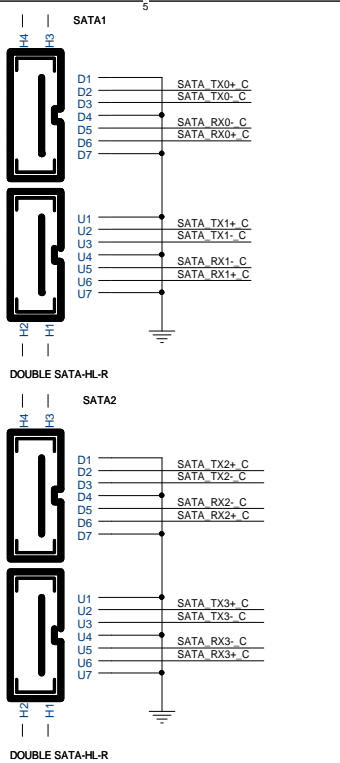 5
SATA1
H4 H3
D1
D2 SATA_TX0+_C
D3 SATA_TX0-_C
D4
D5 SATA_RX0-_C
D6 SATA_RX0+_C
D7
U1
U2 SATA_TX1+_C
U3 SATA_TX1-_C
U4
U5 SATA_RX1-_C
U6 SATA_RX1+_C
U7
H2 H1
DOUBLE SATA-HL-R
SATA2
H4 H3
D1
D2 SATA_TX2+_C
D3 SATA_TX2-_C
D4
D5 SATA_RX2-_C
D6 SATA_RX2+_C
D7
U1
U2 SATA_TX3+_C
U3 SATA_TX3-_C
U4
U5 SATA_RX3-_C
U6 SATA_RX3+_C
U7
H2 H1
DOUBLE SATA-HL-R